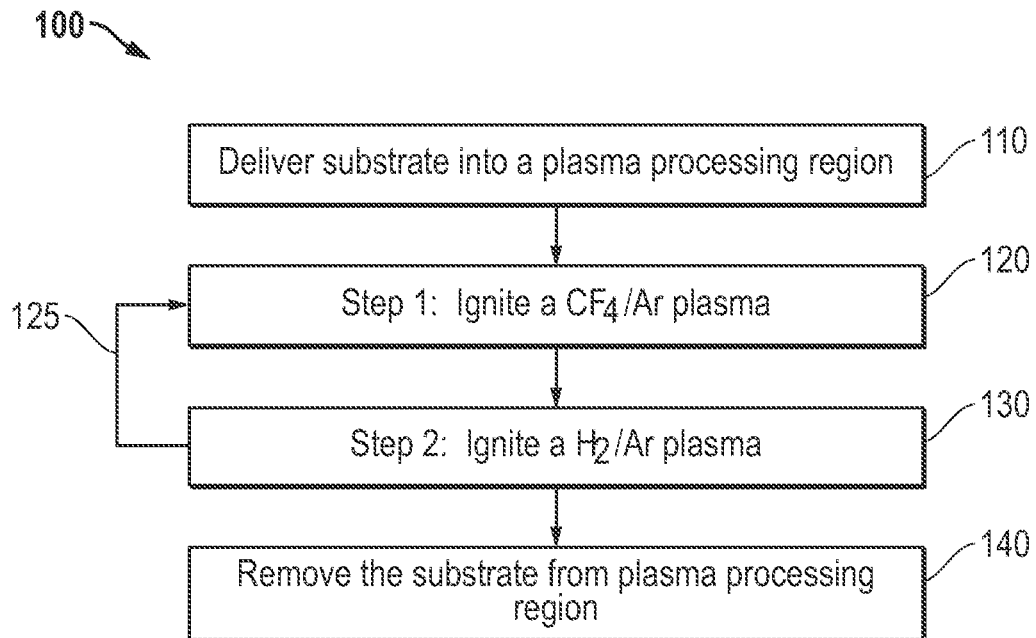 100
Deliver substrate into a plasma processing region
110
120
Step 1: Ignite a CF4/Ar plasma
125
130
Step 2: Ignite a H2/Ar plasma
140
Remove the substrate from plasma processing
region